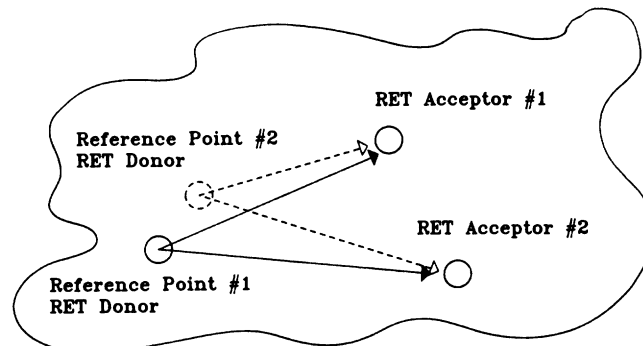 RET Acceptor #1
Reference Point #2
RET Donor
RET Acceptor #2
Reference Point #1
RET Donor